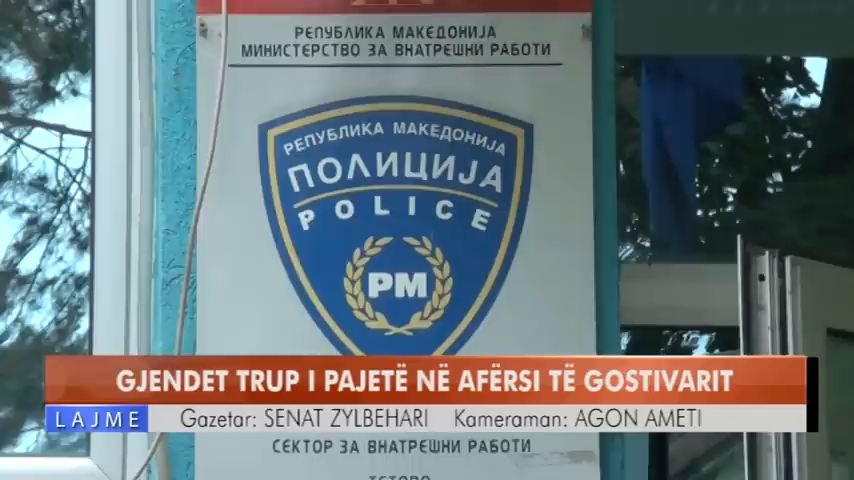 РЕПУБЛИКА МАКЕДОНИЈА
МИНИСТЕРСТВО ЗА ВНАТРЕШНИ РАБОТИ
РЕПУБЛИКА МАКЕДОНИЈА
ПОЛИЦИЈА
POLICE
PM
GJENDET TRUP I PAJETË NË AFËRSI TË GOSTIVARIT
LAJME Gazetar: SENAT ZYLBEHARI Kameraman: AGON AMETI
СЕКТОР ЗА ВНАТРЕШНИ РАБОТИ
ТЕТОВО